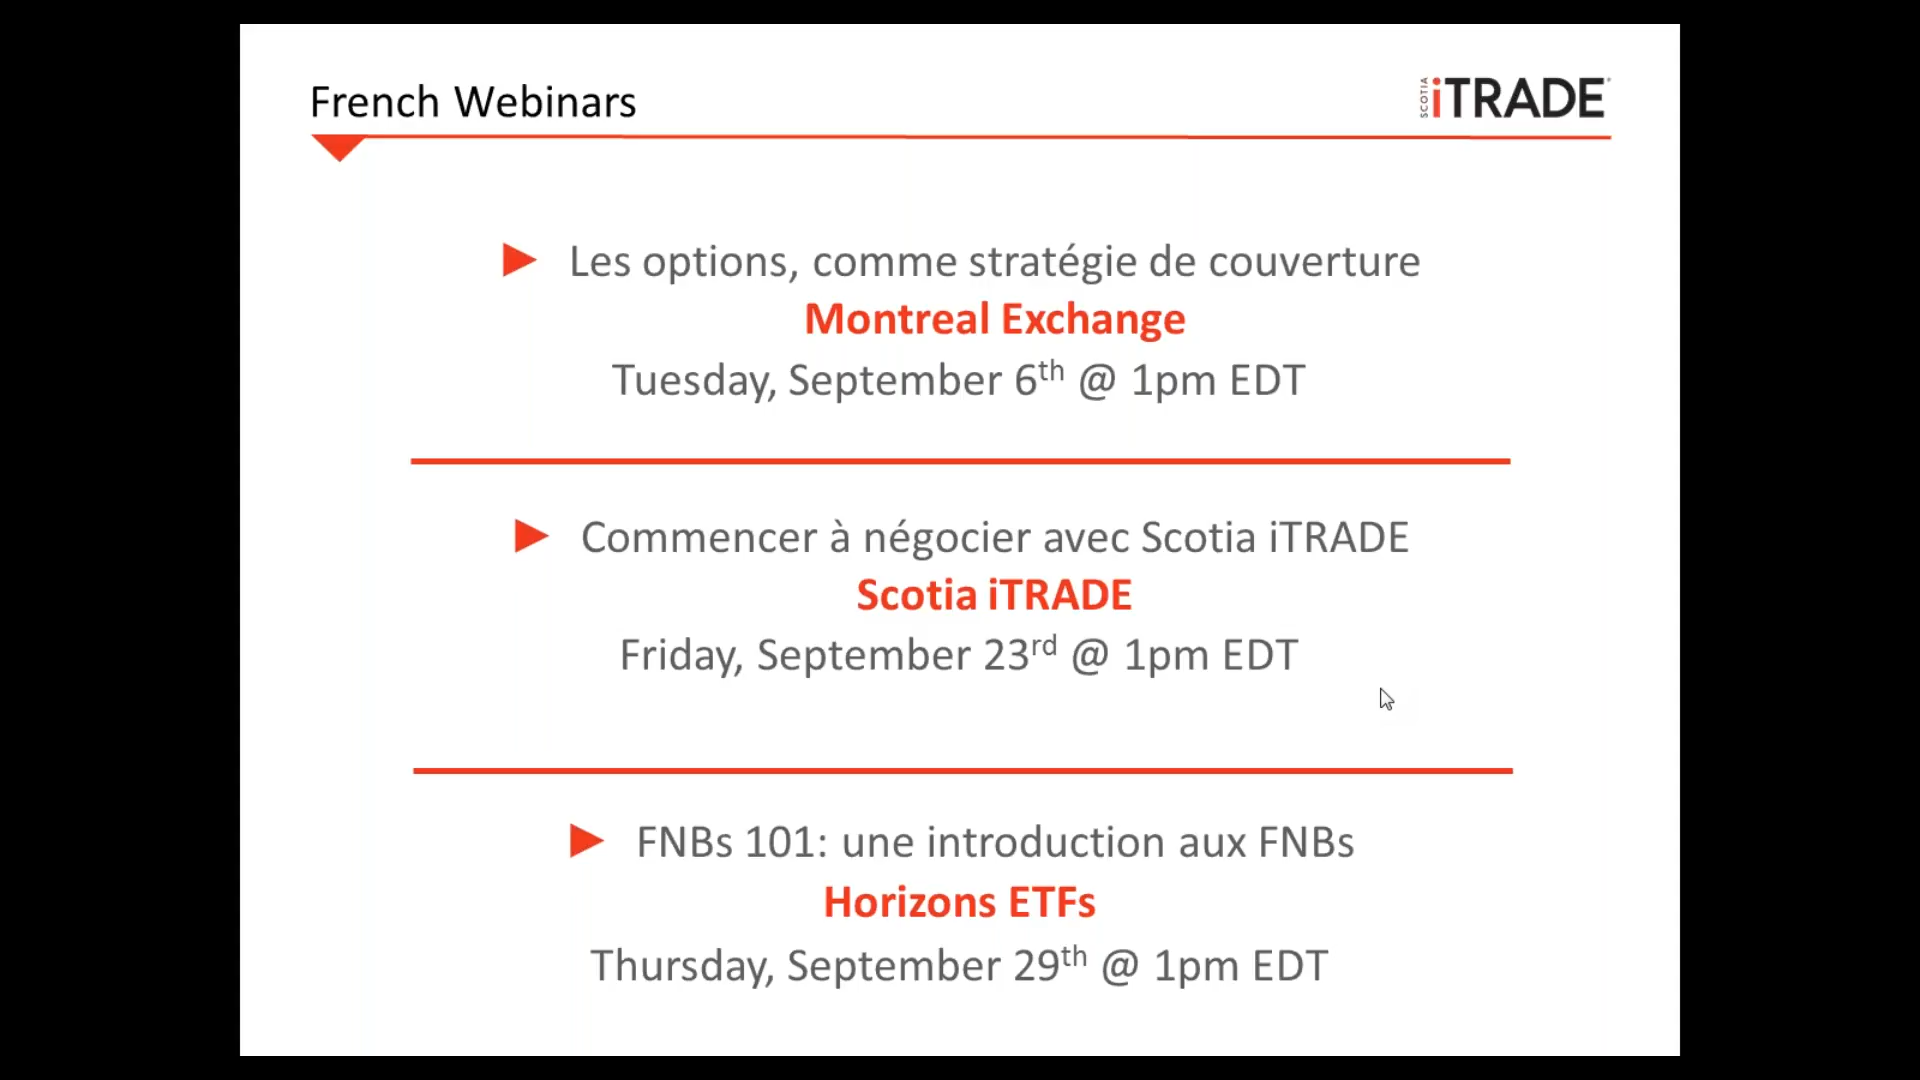 French Webinars
SCOTIA iTRADE®
Les options, comme stratégie de couverture
Montreal Exchange
Tuesday, September 6th @ 1pm EDT
Commencer à négocier avec Scotia iTRADE
Scotia iTRADE
Friday, September 23rd @ 1pm EDT
FNBs 101: une introduction aux FNBs
Horizons ETFs
Thursday, September 29th @ 1pm EDT